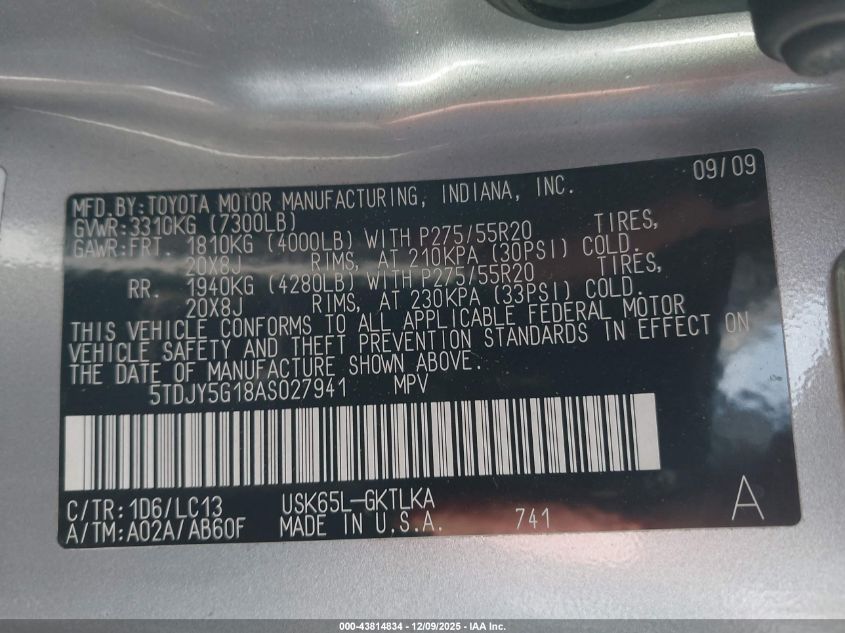 09/09
MFD.BY:TOYOTA MOTOR MANUFACTURING, INDIANA, INC.
GVWR:3310KG (7300LB)
GAWR:FRT. 1810KG (4000LB) WITH P275/55R20 TIRES,
20X8J RIMS, AT 210KPA (30PSI) COLD.
RR. 1940KG (4280LB) WITH P275/55R20 TIRES,
20X8J RIMS, AT 230KPA (33PSI) COLD.
THIS VEHICLE CONFORMS TO ALL APPLICABLE FEDERAL MOTOR
VEHICLE SAFETY AND THEFT PREVENTION STANDARDS IN EFFECT ON
THE DATE OF MANUFACTURE SHOWN ABOVE.
5TDJY5G18AS027941 MPV
C/TR:1D6/LC13 USK65L-GKTLKA
A/TM:A02A/AB60F MADE IN U.S.A. 741 A
000-43814834 - 12/09/2025 - IAA Inc.